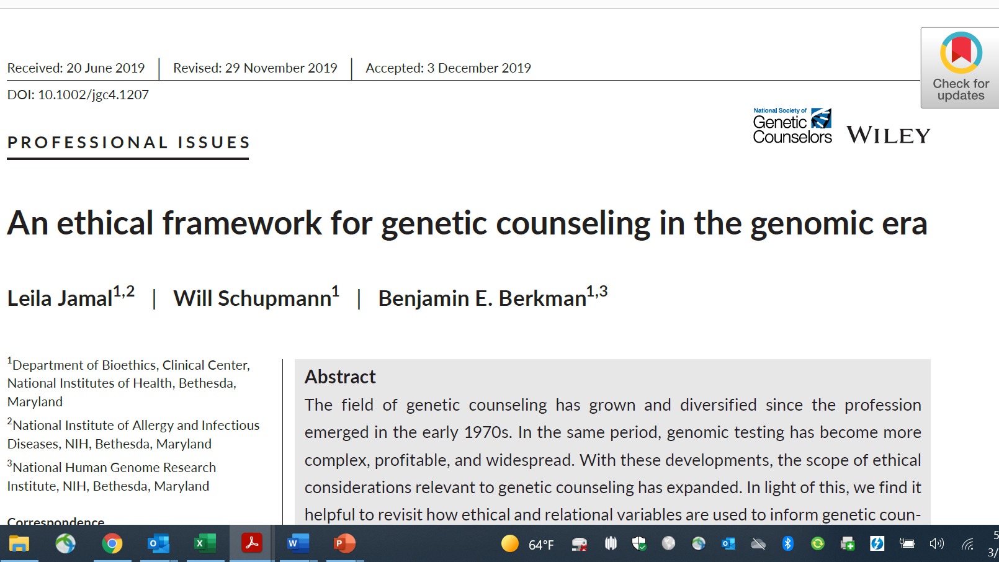 Received: 20 June 2019 | Revised: 29 November 2019 | Accepted: 3 December 2019
DOI: 10.1002/jgc4.1207
Check for
updates
National Society of
Genetic
Counselors
WILEY
PROFESSIONAL ISSUES
An ethical framework for genetic counseling in the genomic era
Leila Jamal1,2 | Will Schupmann1 | Benjamin E. Berkman1,3
1Department of Bioethics, Clinical Center,
National Institutes of Health, Bethesda,
Maryland
2National Institute of Allergy and Infectious
Diseases, NIH, Bethesda, Maryland
3National Human Genome Research
Institute, NIH, Bethesda, Maryland
Correspondence
Abstract
The field of genetic counseling has grown and diversified since the profession
emerged in the early 1970s. In the same period, genomic testing has become more
complex, profitable, and widespread. With these developments, the scope of ethical
considerations relevant to genetic counseling has expanded. In light of this, we find it
helpful to revisit how ethical and relational variables are used to inform genetic coun-
64°F
5
3/